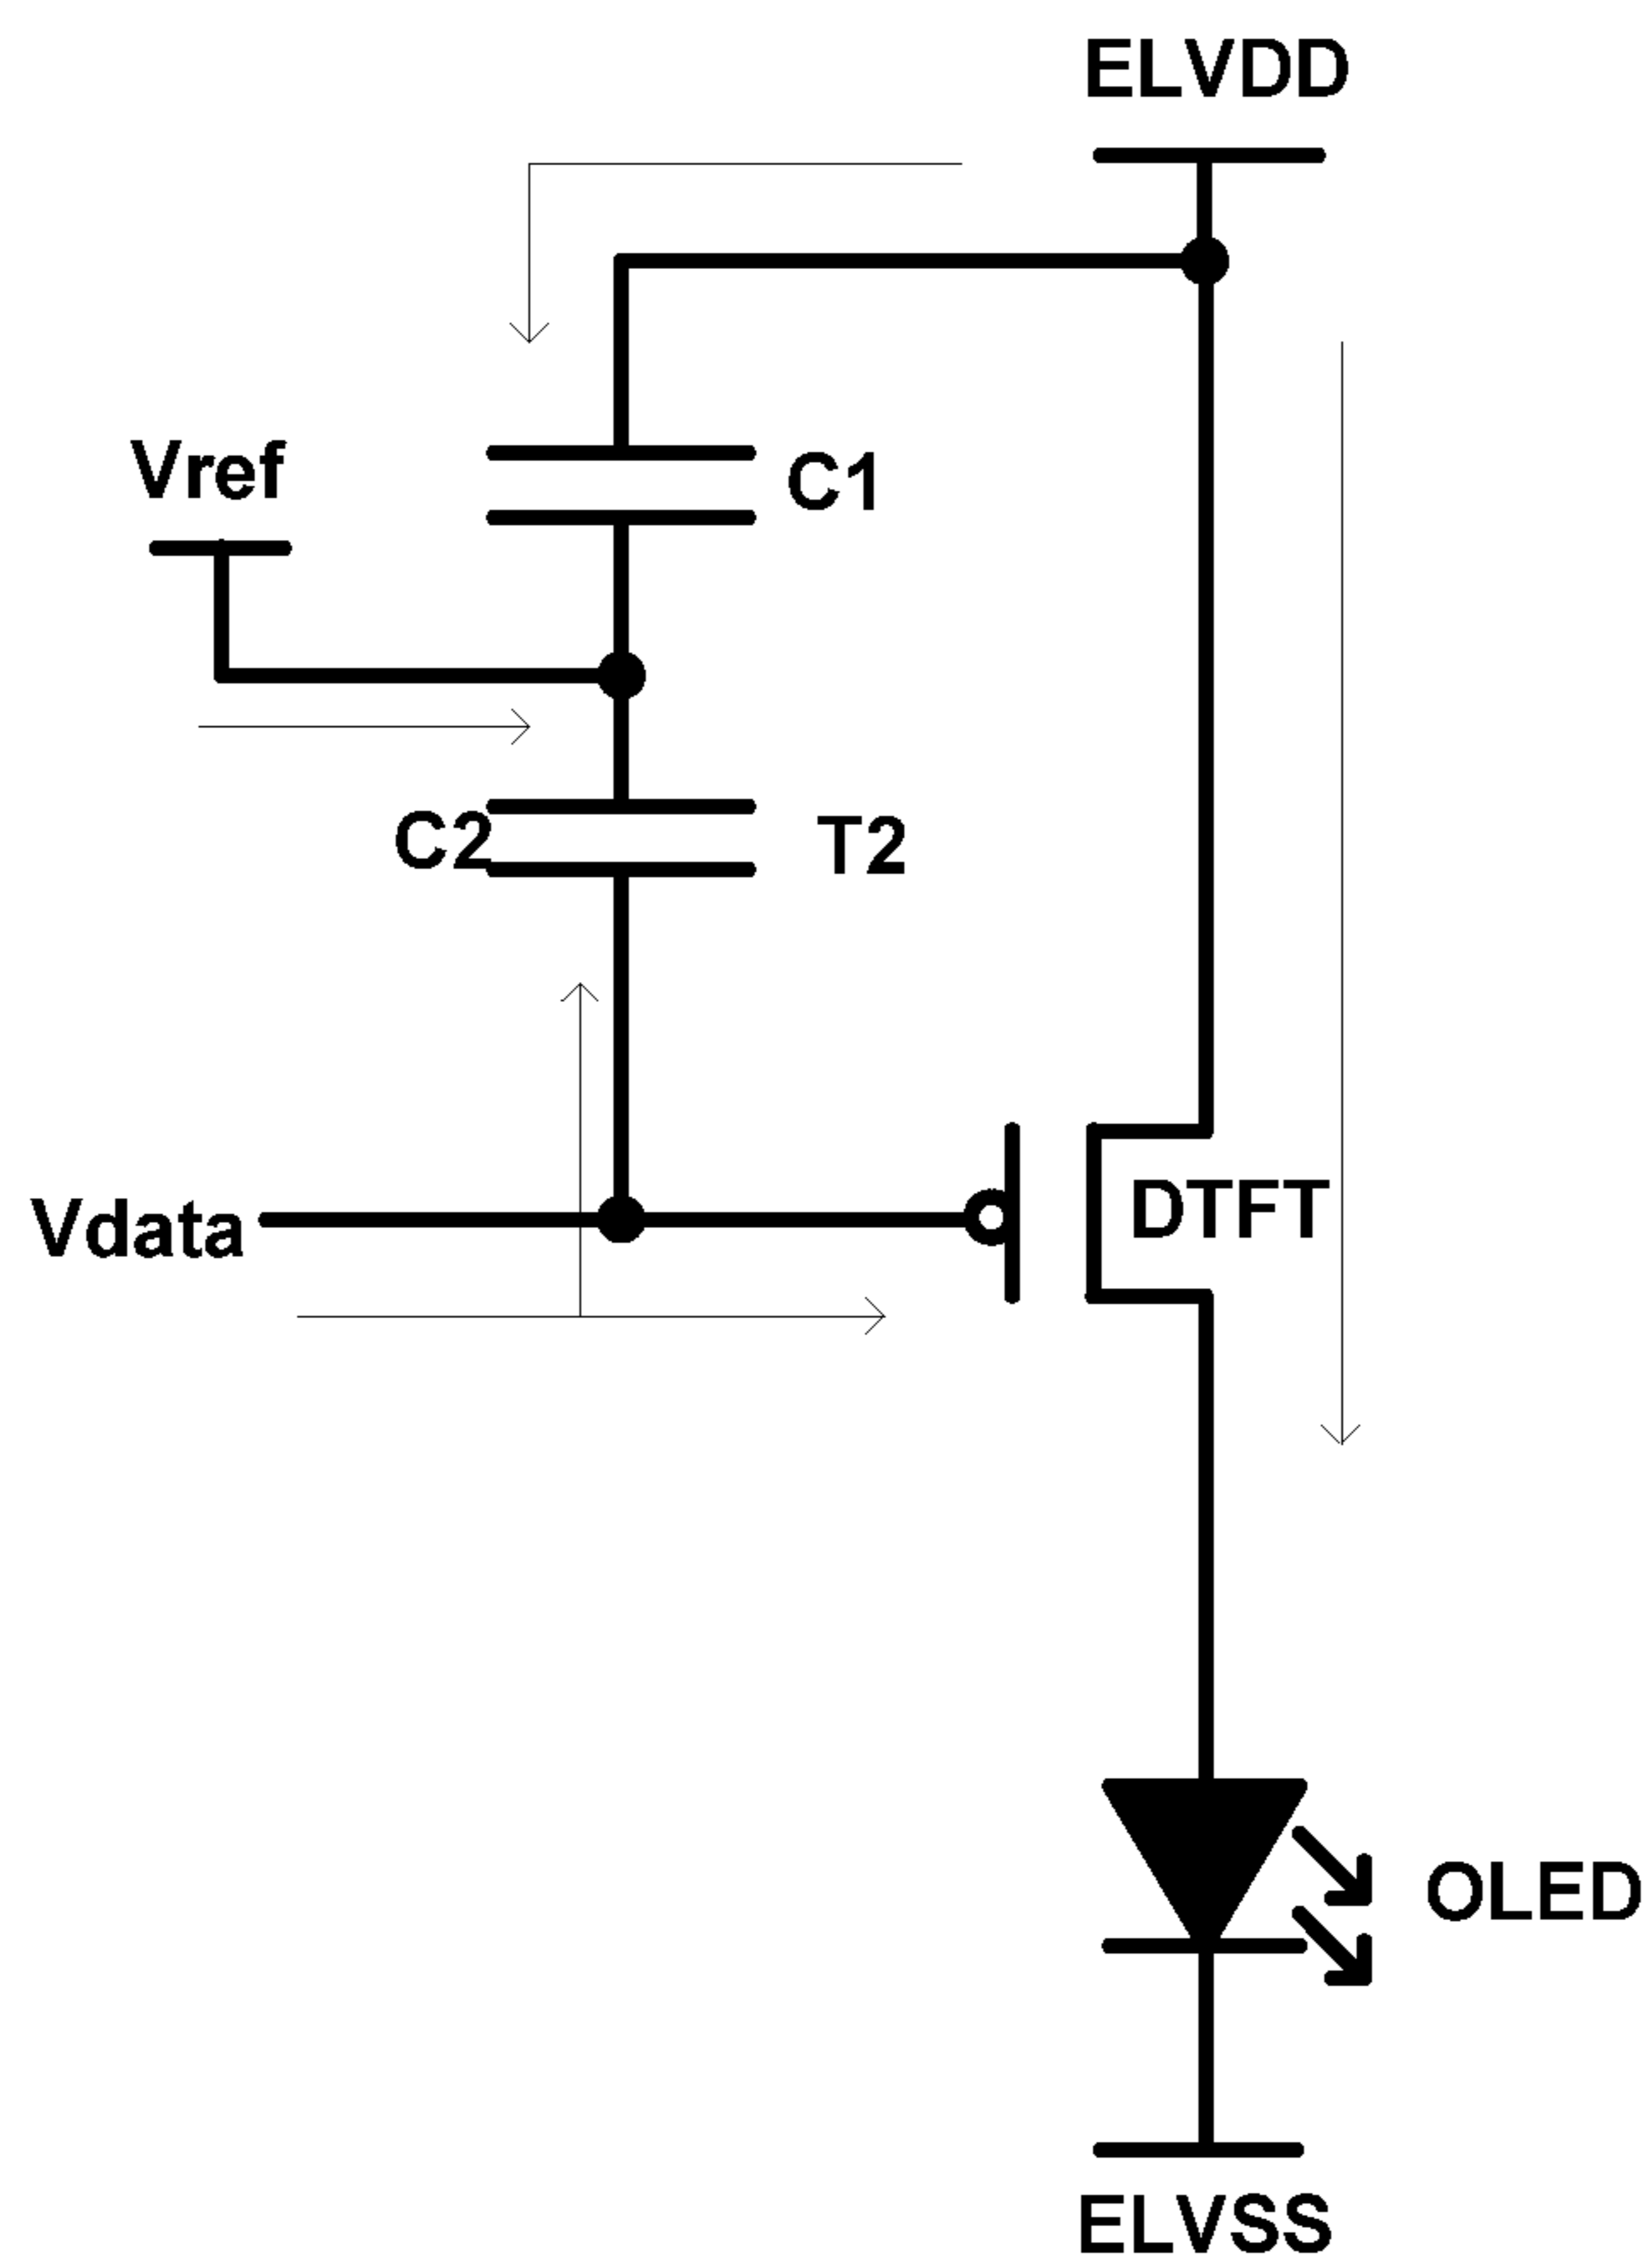 ELVDD
Vref
C1
C2
T2
Vdata
DTFT
OLED
ELVSS